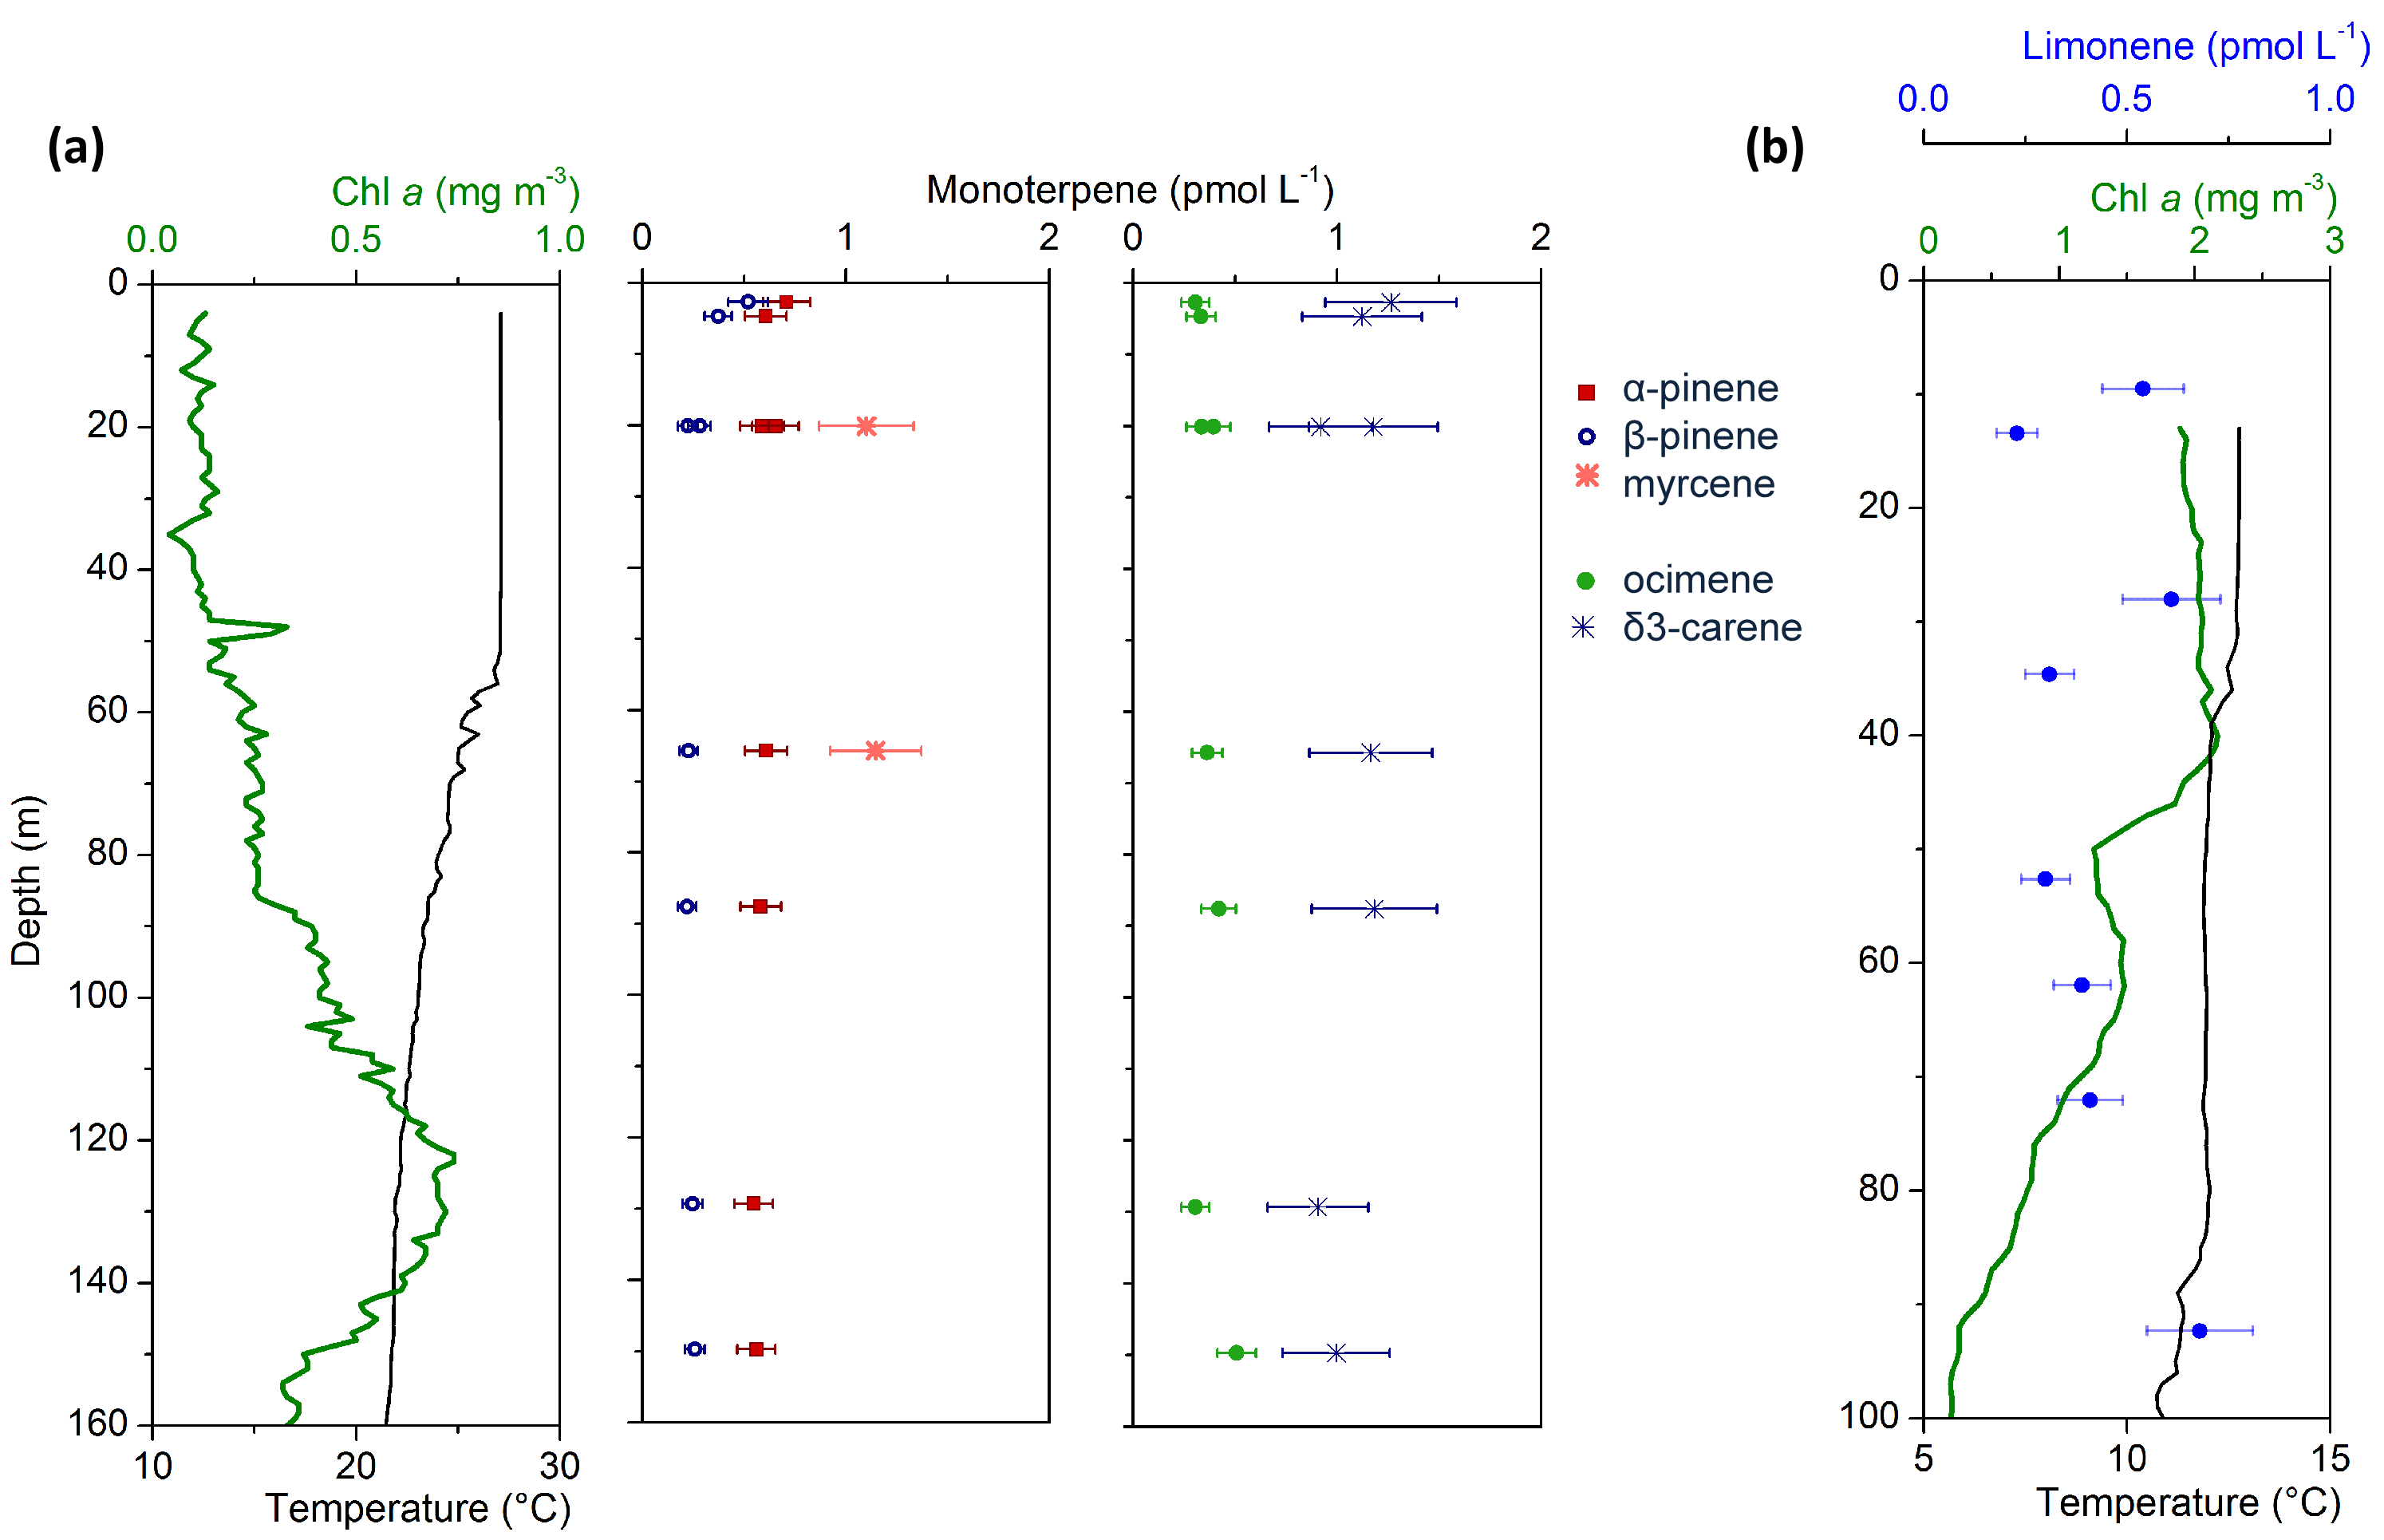 Limonene (pmol L-1)
0.0 0.5 1.0
(a) (b)
Chl a (mg m-3) Monoterpene (pmol L-1) Chl a (mg m-3)
0.0 0.5 1.0 0 1 2 0 1 2 0 1 2 3
Depth (m)
0
20
40
60
80
100
120
140
160
10 20 30
Temperature (°C)
α-pinene
β-pinene
myrcene
ocimene
δ3-carene
0
20
40
60
80
100
5 10 15
Temperature (°C)